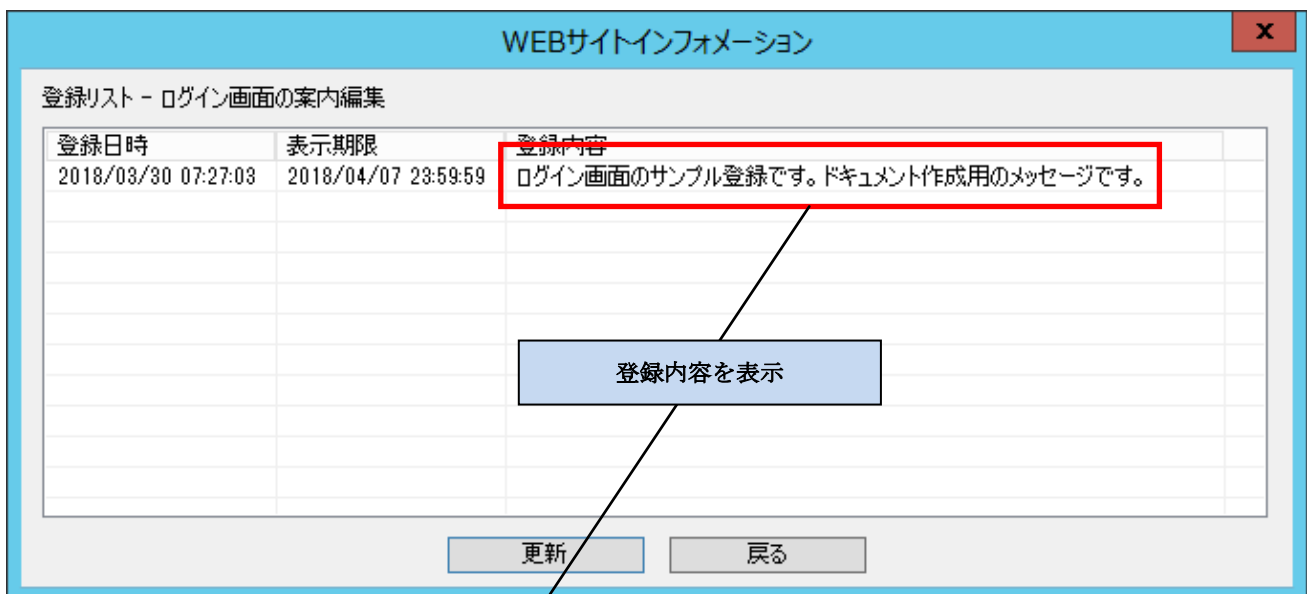 WEBサイトインフォメーション
x
登録リスト - ログイン画面の案内編集
登録日時 表示期限 登録内容
2018/03/30 07:27:03 2018/04/07 23:59:59 ログイン画面のサンプル登録です。ドキュメント作成用のメッセージです。
登録内容を表示
更新 戻る